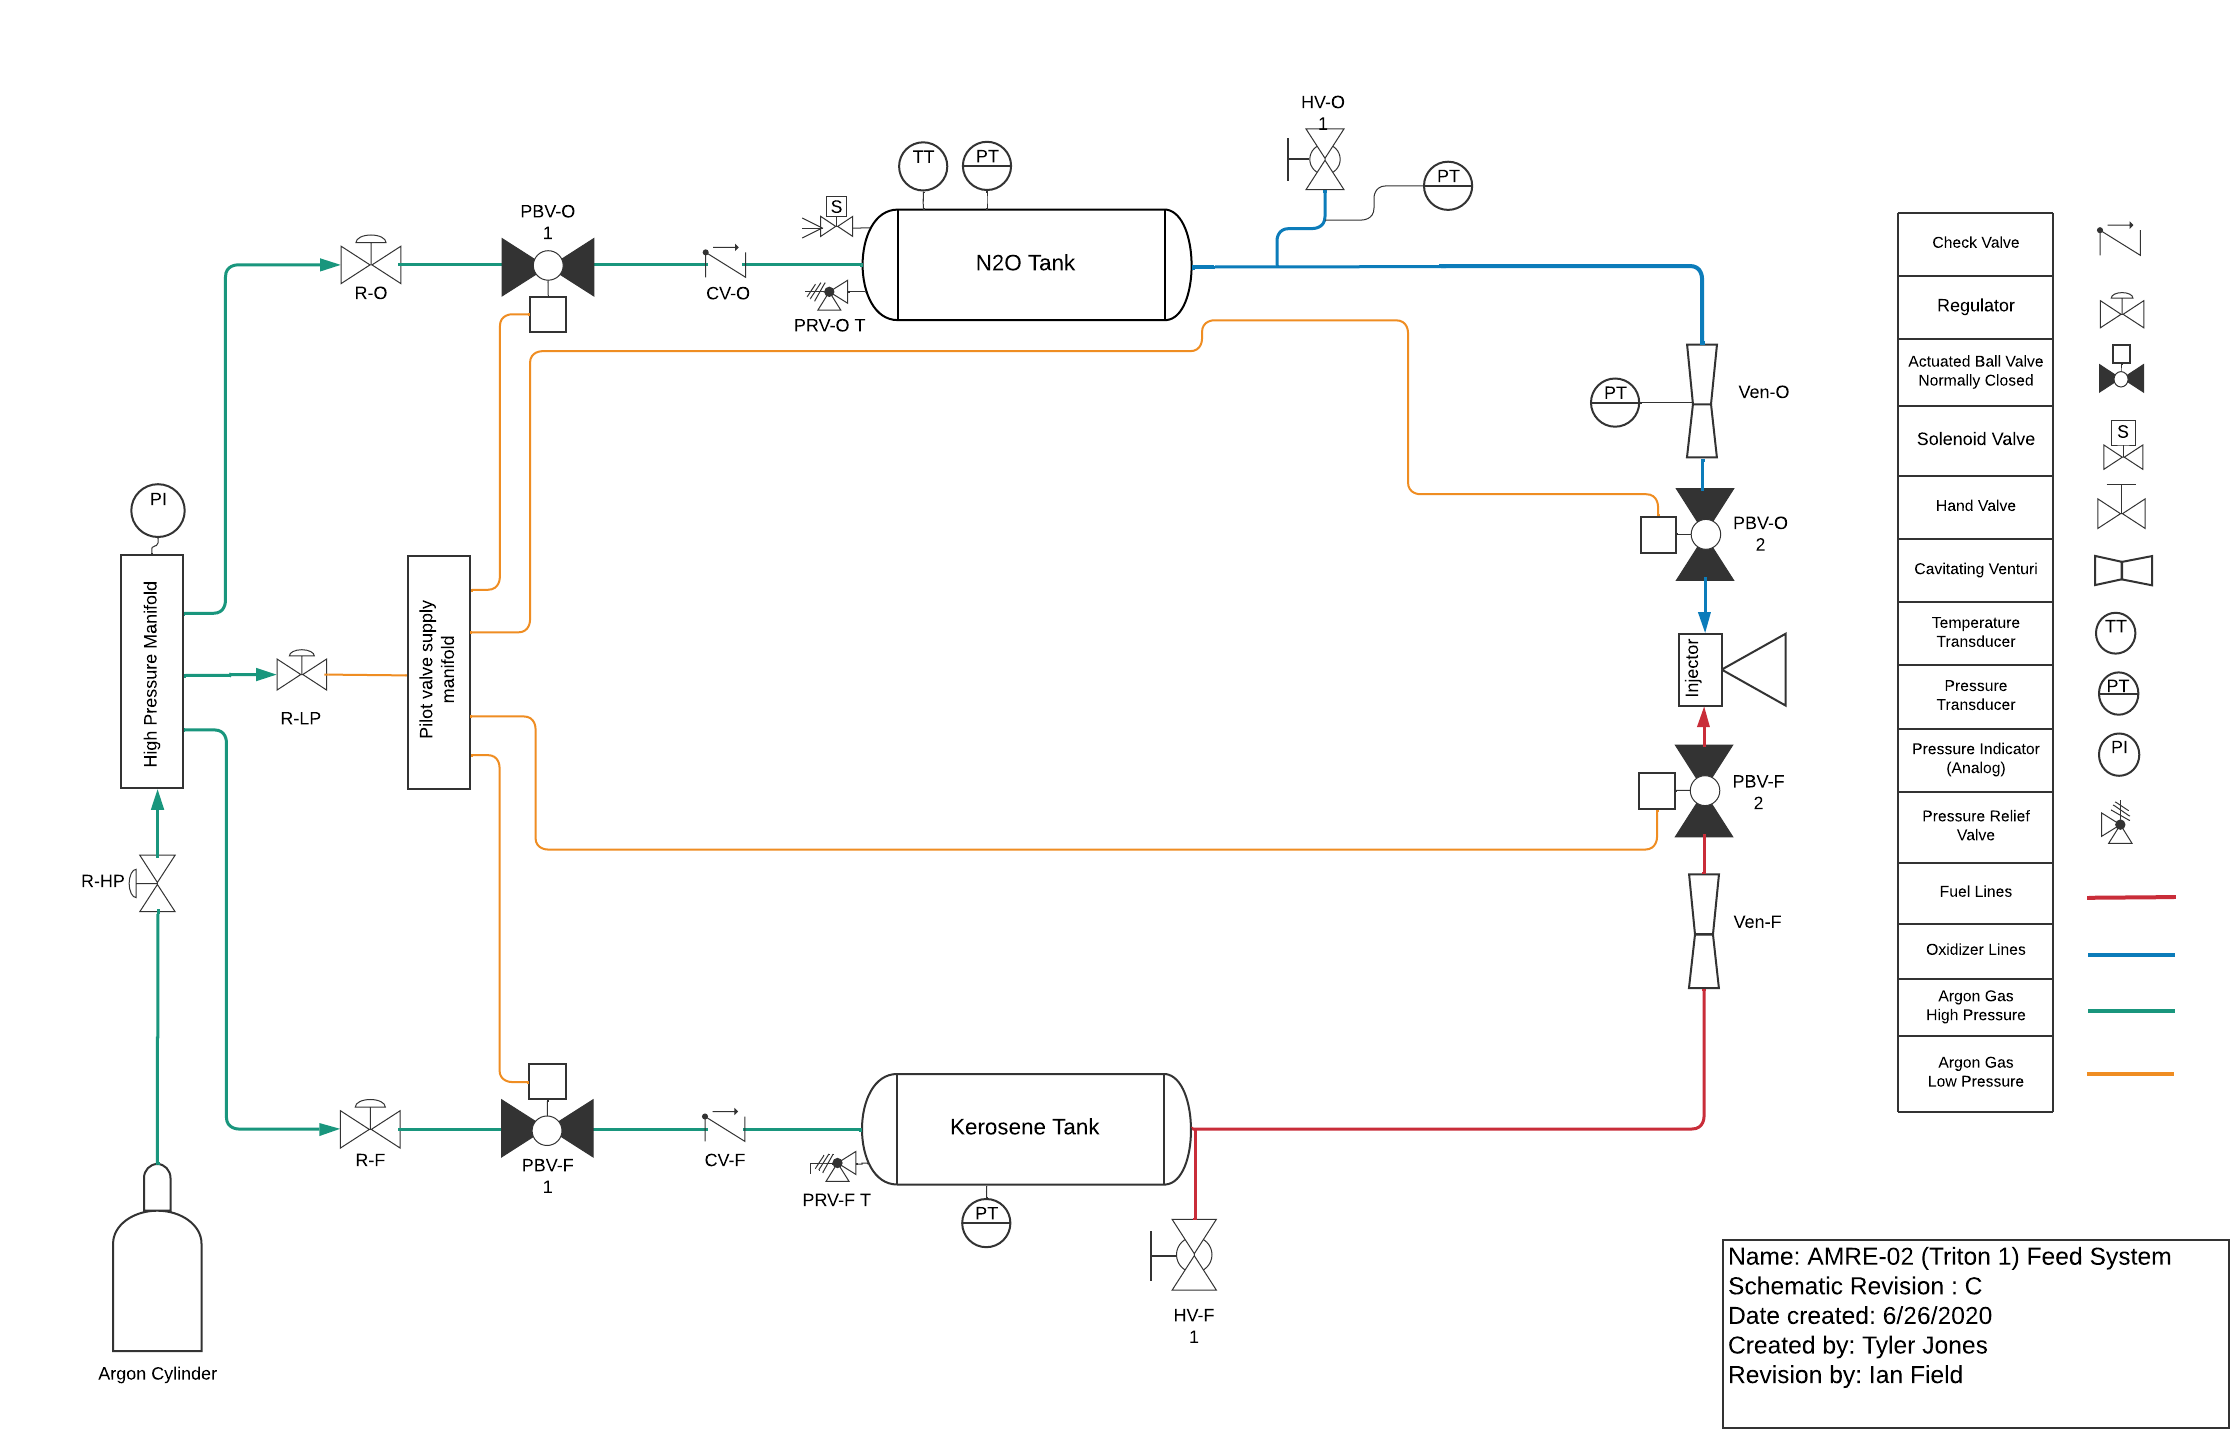 HV-O
1
TT
PT
PT
S
PBV-O
1
N2O Tank
R-O
CV-O
PRV-O T
PT
Ven-O
PI
PBV-O
2
High Pressure Manifold
Pilot valve supply
manifold
R-LP
Injector
PBV-F
2
R-HP
Ven-F
Kerosene Tank
R-F
PBV-F
1
CV-F
PRV-F T
PT
HV-F
1
Argon Cylinder
Check Valve
Regulator
Actuated Ball Valve
Normally Closed
Solenoid Valve
S
Hand Valve
Cavitating Venturi
Temperature
Transducer
TT
Pressure
Transducer
PT
Pressure Indicator
(Analog)
PI
Pressure Relief
Valve
Fuel Lines
Oxidizer Lines
Argon Gas
High Pressure
Argon Gas
Low Pressure
Name: AMRE-02 (Triton 1) Feed System
Schematic Revision : C
Date created: 6/26/2020
Created by: Tyler Jones
Revision by: Ian Field